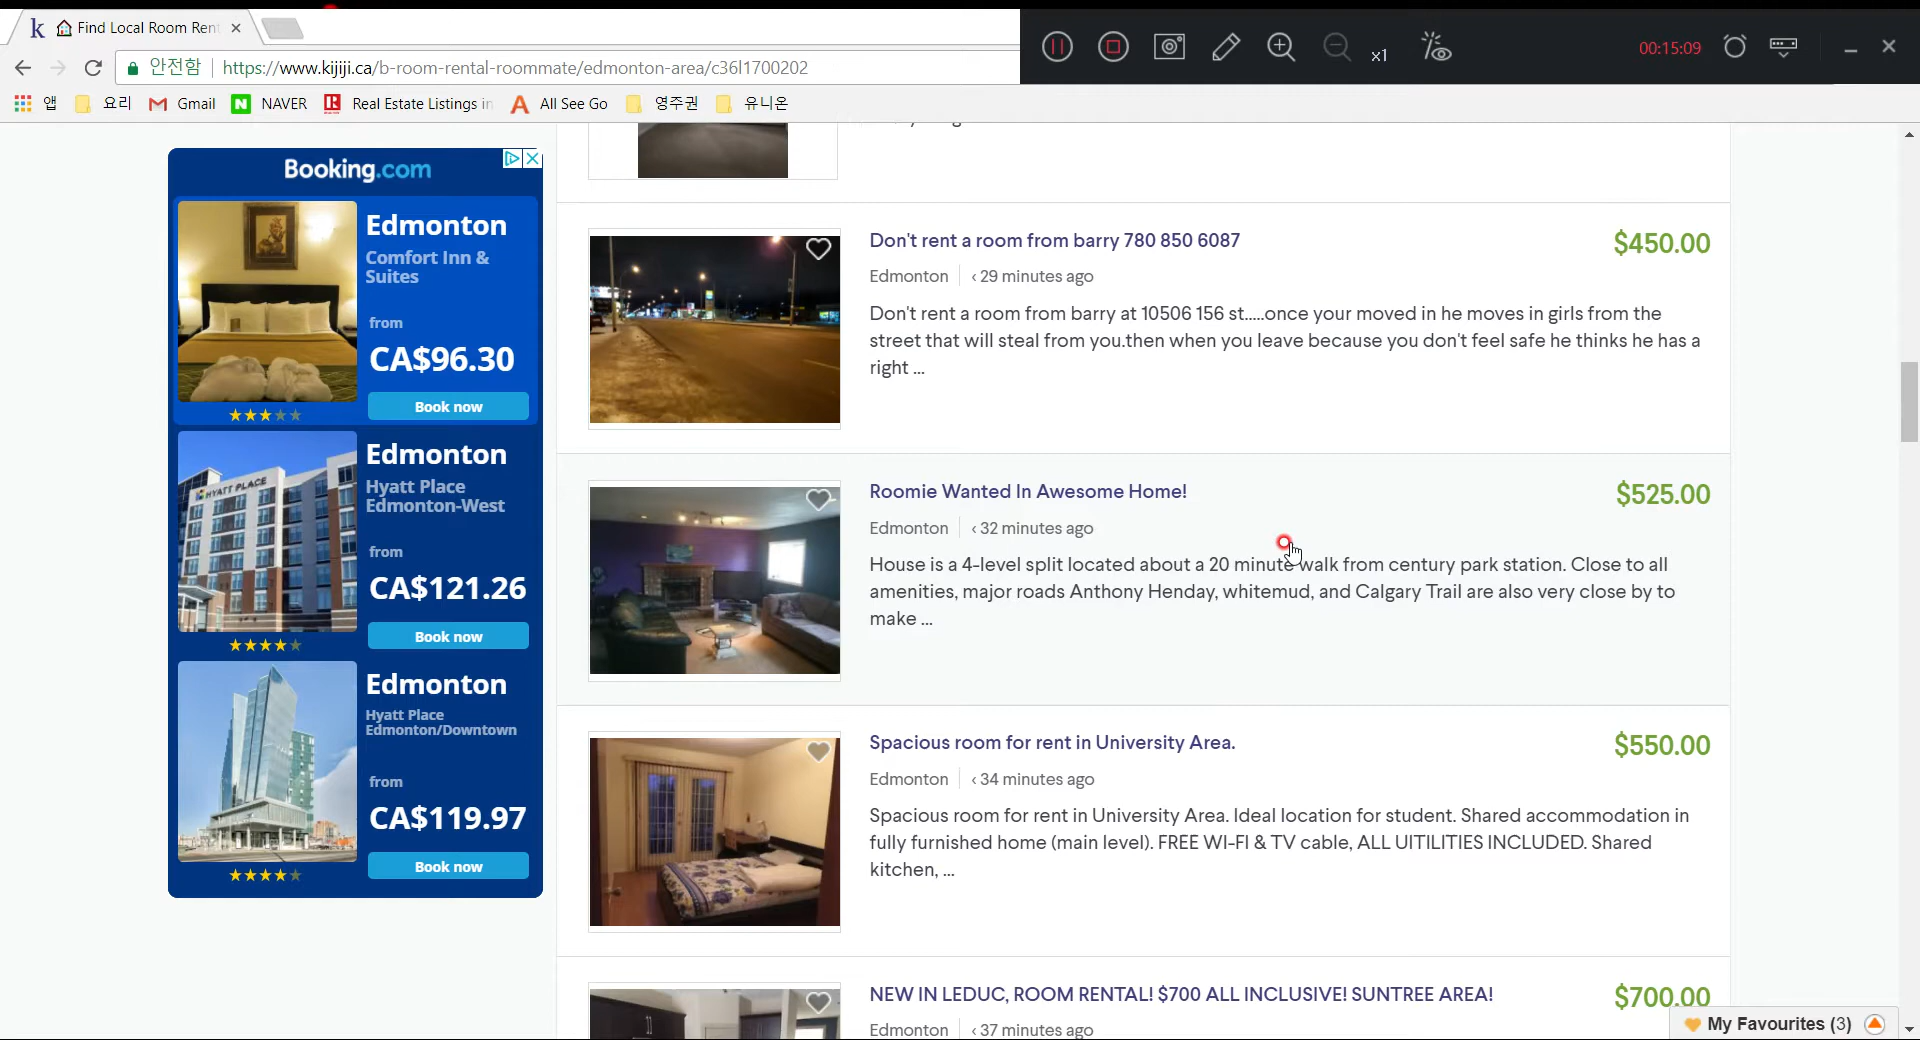 k Find Local Room Ren
x1
00:15:09
안전함 https://www.kijiji.ca/b-room-rental-roommate/edmonton-area/c36l1700202
앱 요리 Gmail NAVER Real Estate Listings in All See Go 영주권 유니온
Booking.com
Edmonton
Comfort Inn &
Suites
from
CA$96.30
Book now
Edmonton
HYATT PLACE
Hyatt Place
Edmonton-West
from
CA$121.26
Book now
Edmonton
Hyatt Place
Edmonton/Downtown
from
CA$119.97
Book now
Don't rent a room from barry 780 850 6087
$450.00
Edmonton < 29 minutes ago
Don't rent a room from barry at 10506 156 st.....once your moved in he moves in girls from the
street that will steal from you.then when you leave because you don't feel safe he thinks he has a
right ...
Roomie Wanted In Awesome Home!
$525.00
Edmonton < 32 minutes ago
House is a 4-level split located about a 20 minute walk from century park station. Close to all
amenities, major roads Anthony Henday, whitemud, and Calgary Trail are also very close by to
make ...
Spacious room for rent in University Area.
$550.00
Edmonton < 34 minutes ago
Spacious room for rent in University Area. Ideal location for student. Shared accommodation in
fully furnished home (main level). FREE WI-FI & TV cable, ALL UITILITIES INCLUDED. Shared
kitchen, ...
NEW IN LEDUC, ROOM RENTAL! $700 ALL INCLUSIVE! SUNTREE AREA!
$700.00
Edmonton < 37 minutes ago
My Favourites (3)